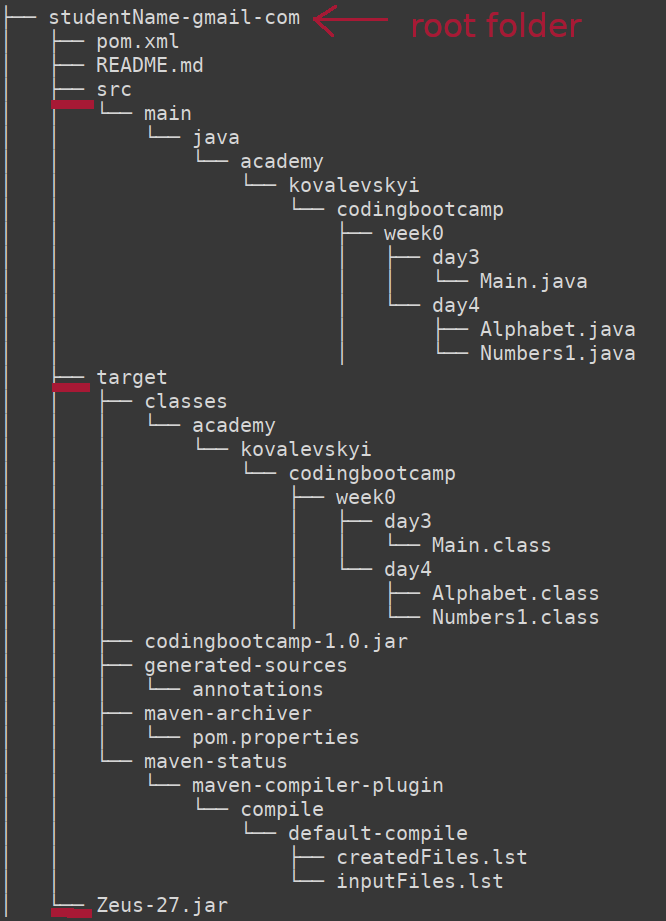 studentName-gmail-com root folder
pom.xml
README.md
src
main
java
academy
kovalevskyi
codingbootcamp
week0
day3
Main.java
day4
Alphabet.java
Numbers1.java
target
classes
academy
kovalevskyi
codingbootcamp
week0
day3
Main.class
day4
Alphabet.class
Numbers1.class
codingbootcamp-1.0.jar
generated-sources
annotations
maven-archiver
pom.properties
maven-status
maven-compiler-plugin
compile
default-compile
createdFiles.lst
inputFiles.lst
Zeus-27.jar